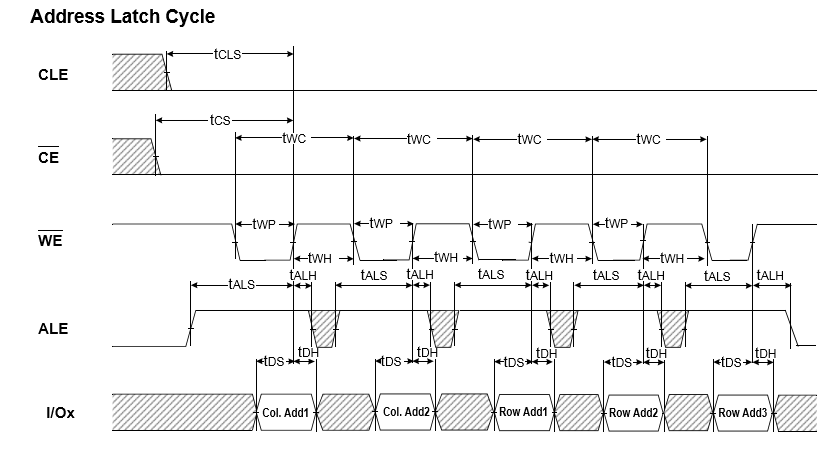 Address Latch Cycle
tCLS
CLE
tCS
tWC tWC tWC tWC
CE
tWP tWP tWP tWP
WE
tWH tWH tWH tWH
tALS tALH tALS tALH tALS tALH tALS tALH tALS tALH
ALE
tDS tDH tDS tDH tDS tDH tDS tDH tDS tDH
I/Ox Col. Add1 Col. Add2 Row Add1 Row Add2 Row Add3